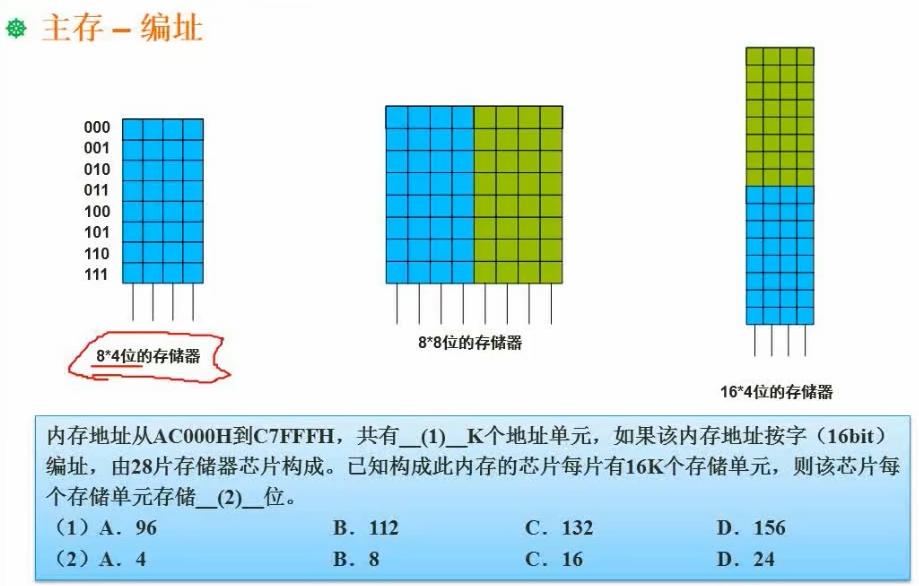 主存 – 编址
000
001
010
011
100
101
110
111
8*4位的存储器
8*8位的存储器
16*4位的存储器
内存地址从AC000H到C7FFFH，共有__(1)__K个地址单元，如果该内存地址按字（16bit）
编址，由28片存储器芯片构成。已知构成此内存的芯片每片有16K个存储单元，则该芯片每
个存储单元存储__(2)__位。
（1）A．96 B．112 C．132 D．156
（2）A．4 B．8 C．16 D．24